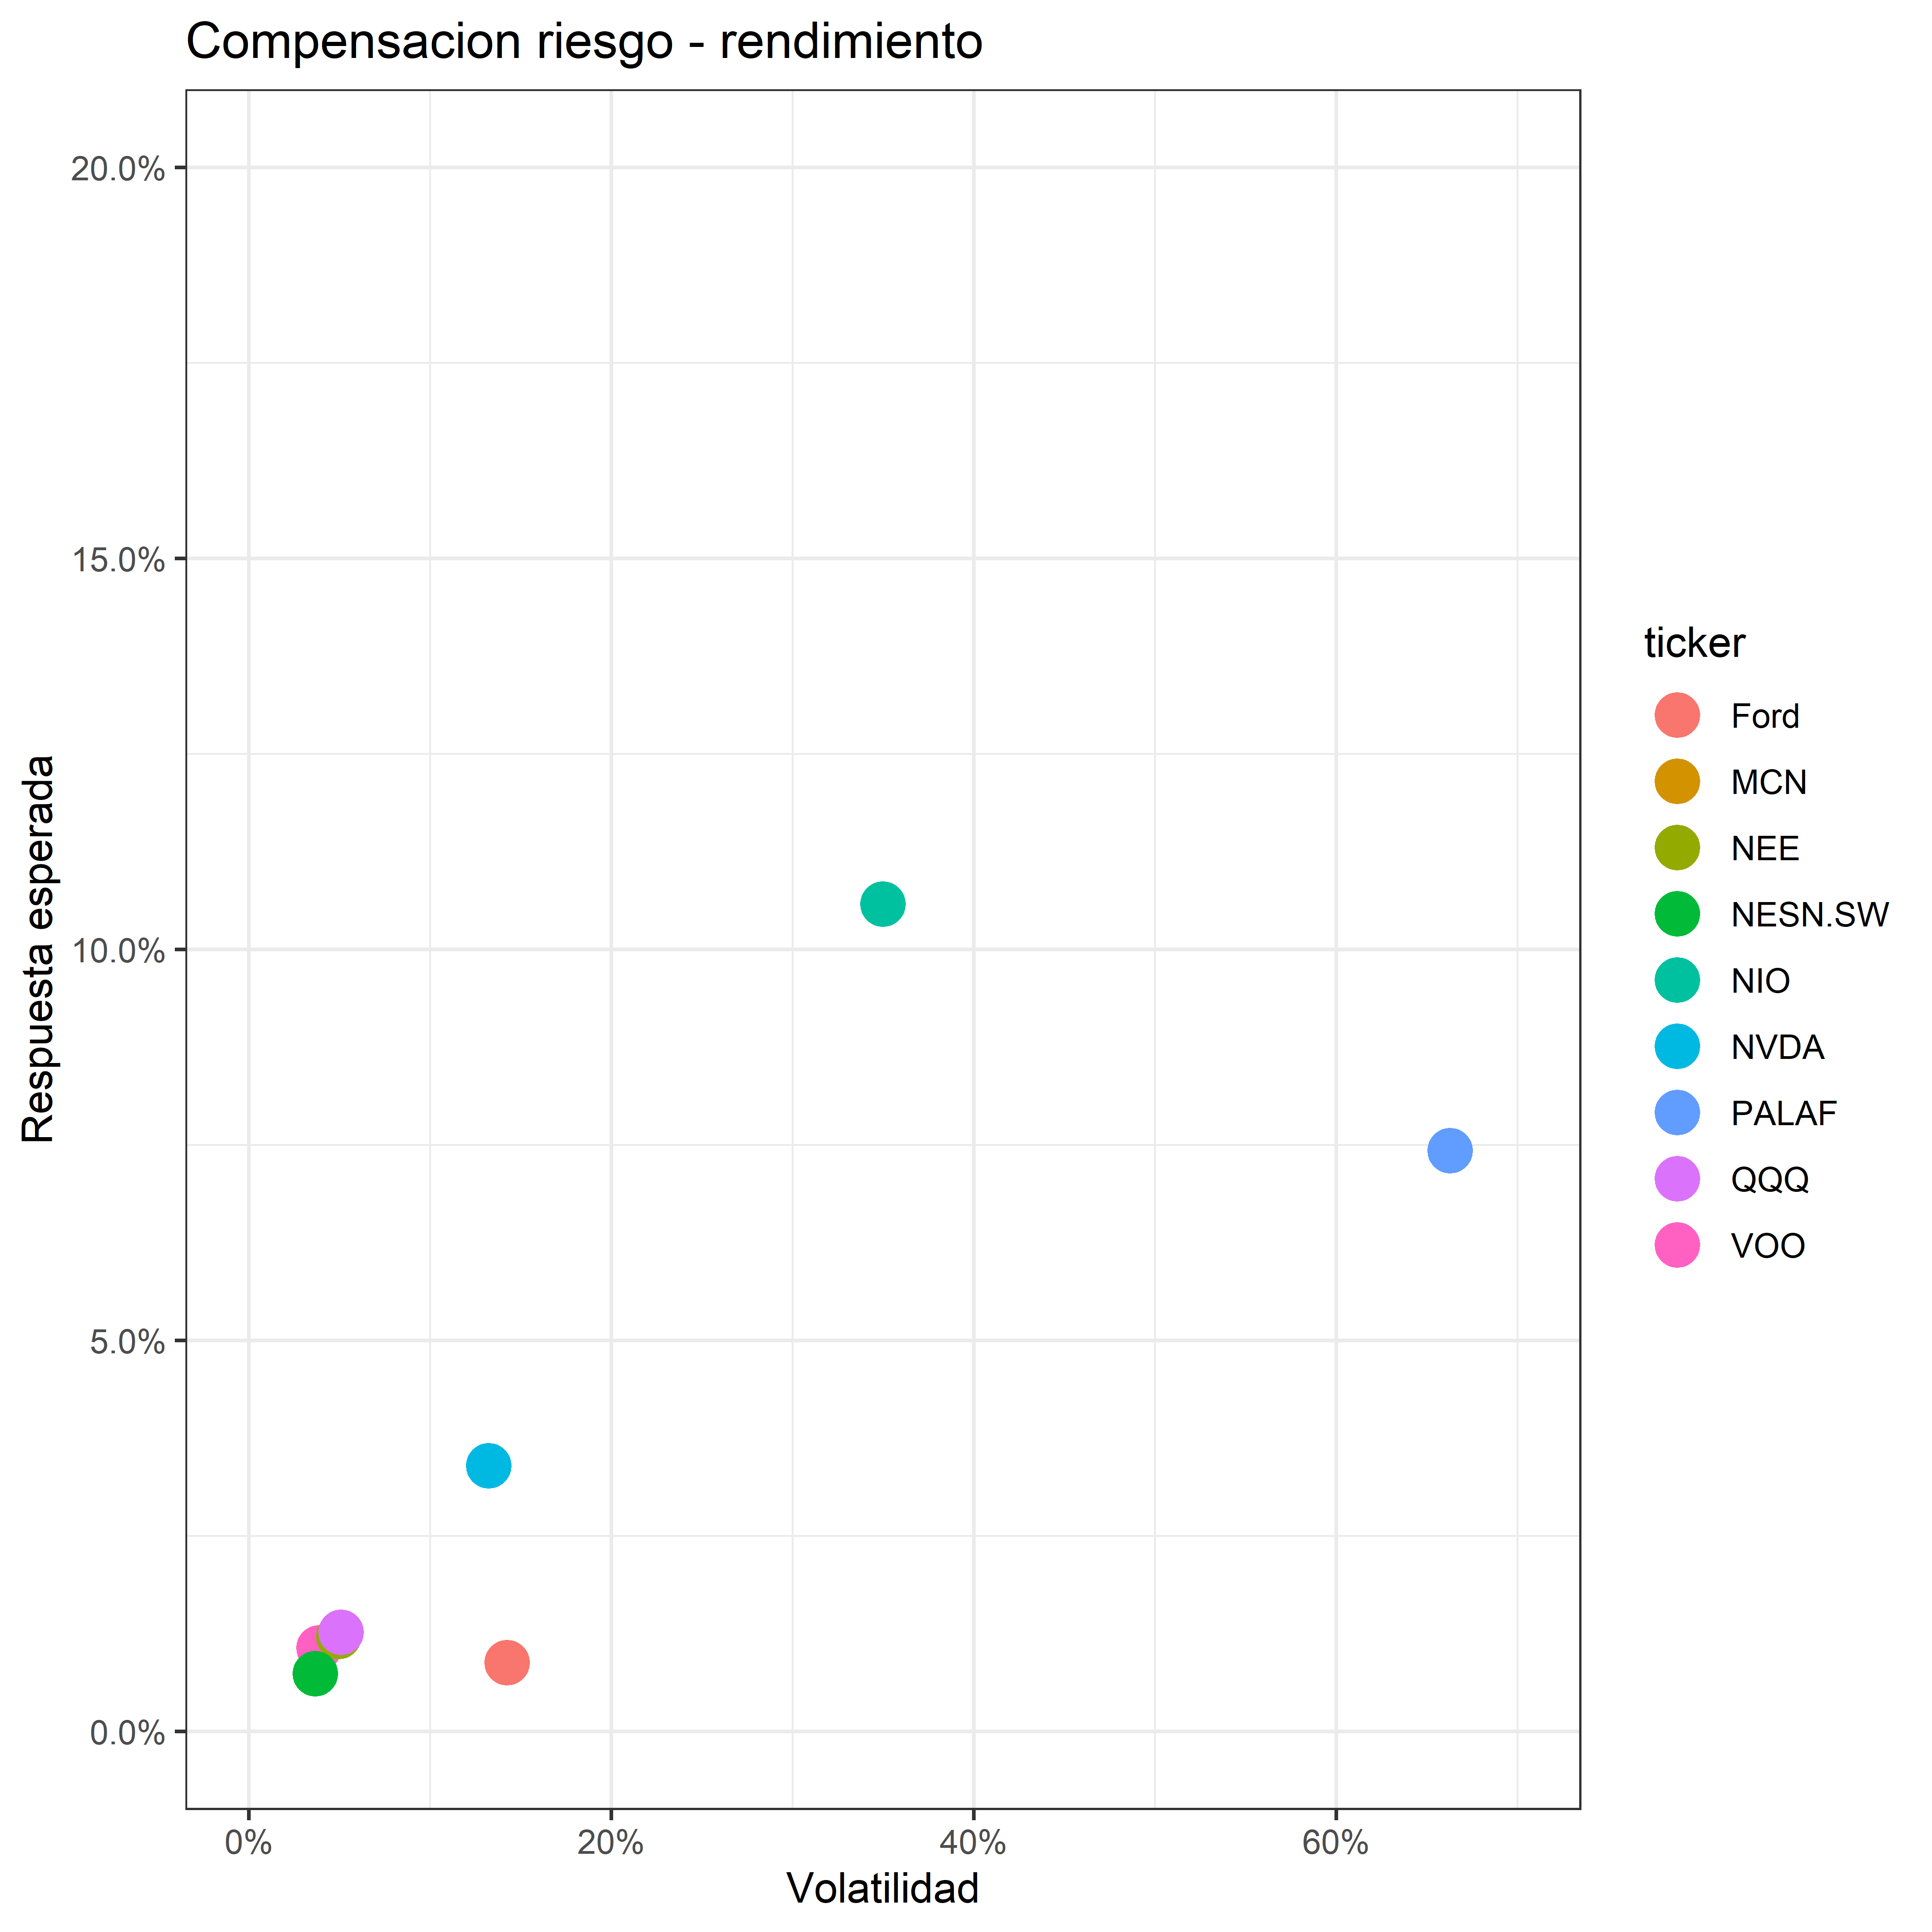 Compensacion riesgo - rendimiento
20.0%
15.0%
10.0%
5.0%
0.0%
Respuesta esperada
0%
20%
40%
60%
Volatilidad
ticker
Ford
MCN
NEE
NESN.SW
NIO
NVDA
PALAF
QQQ
VOO